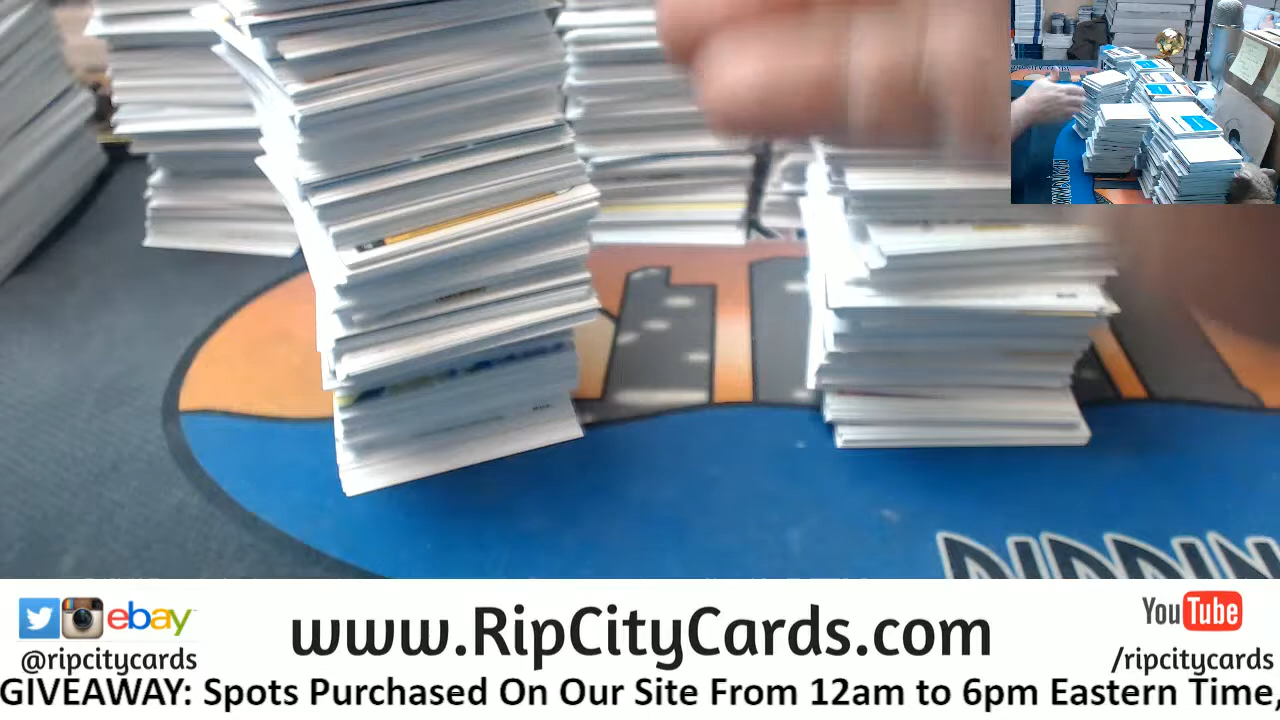 ebay
@ripcitycards
www.RipCityCards.com
YouTube
/ripcitycards
GIVEAWAY: Spots Purchased On Our Site From 12am to 6pm Eastern Time,